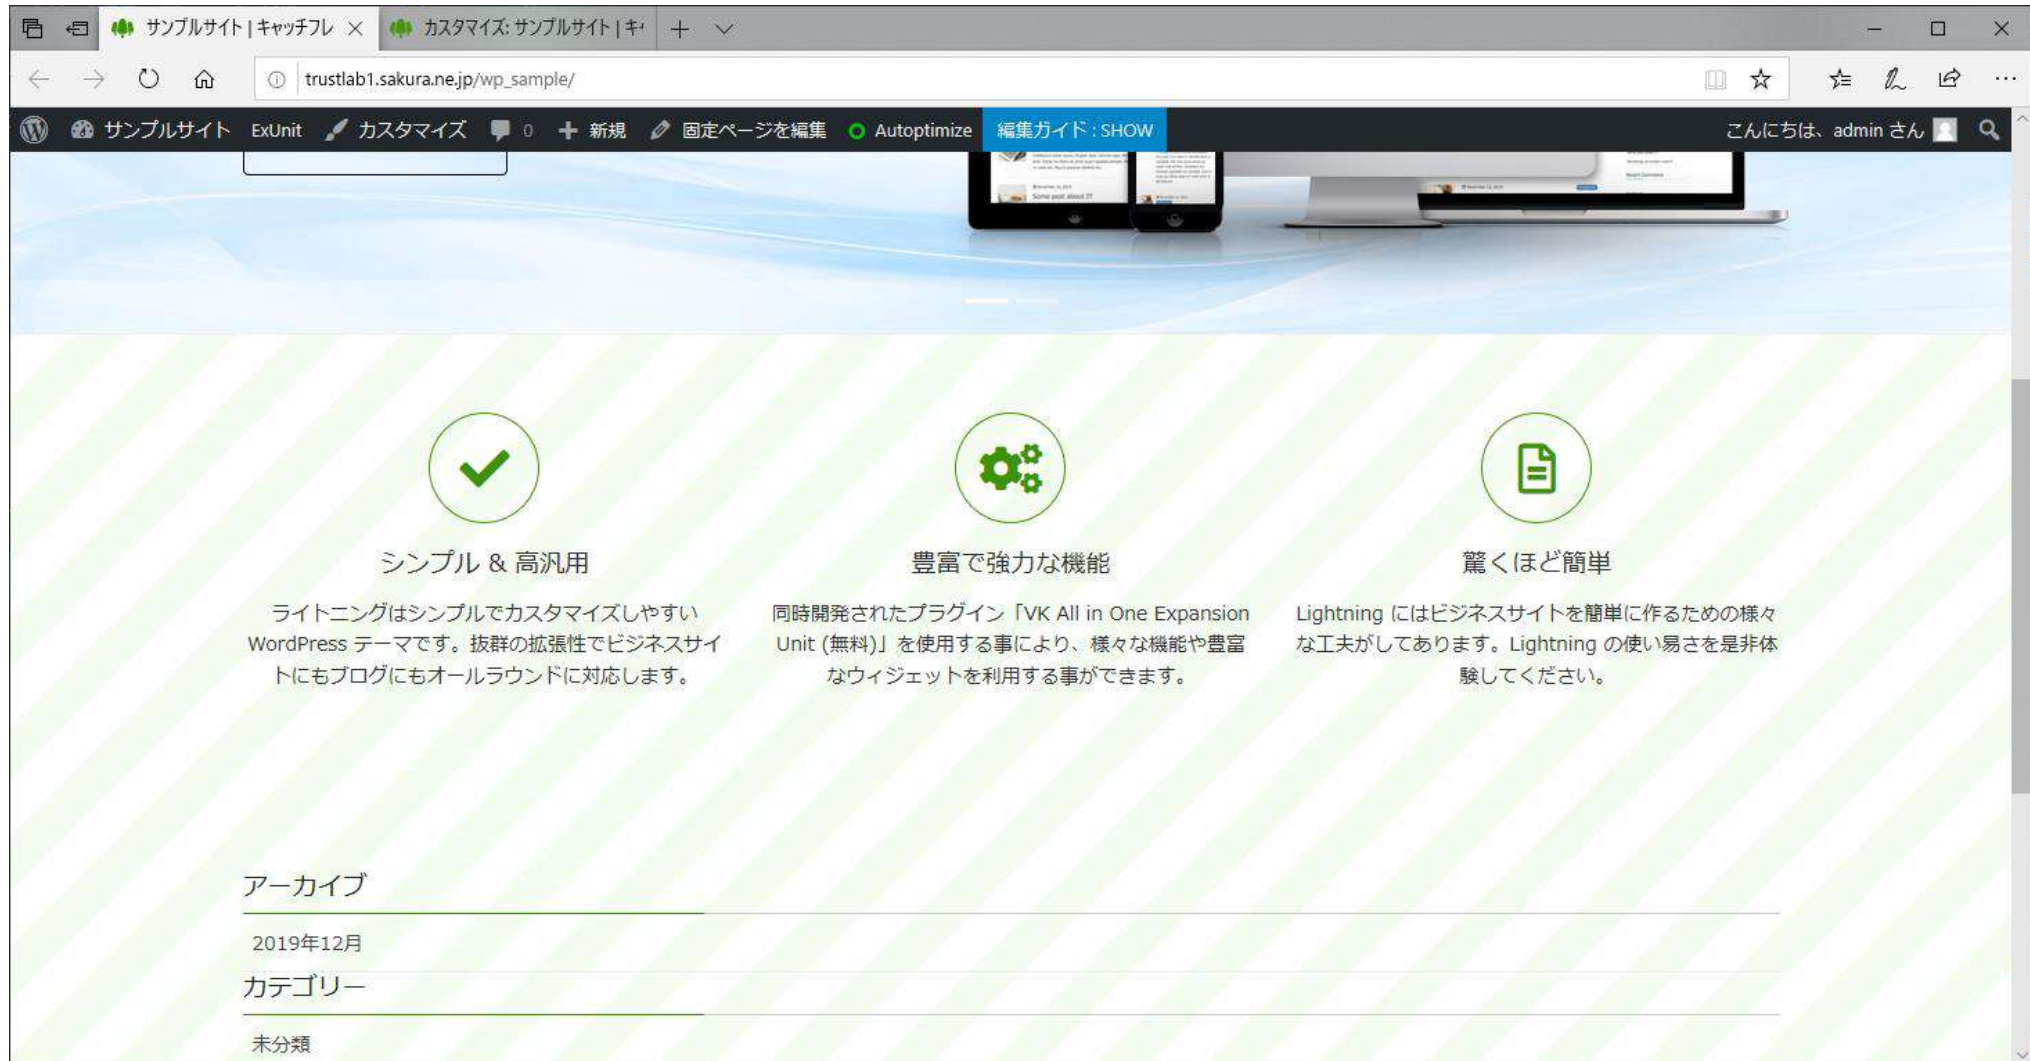 サンプルサイト | キャッチフレ
カスタマイズ: サンプルサイト | キャ
trustlab1.sakura.ne.jp/wp_sample/
サンプルサイト ExUnit カスタマイズ 0 新規 固定ページを編集 Autoptimize 編集ガイド : SHOW こんにちは、admin さん
Some post about IT
シンプル & 高汎用
ライトニングはシンプルでカスタマイズしやすい
WordPress テーマです。抜群の拡張性でビジネスサイ
トにもブログにもオールラウンドに対応します。
豊富で強力な機能
同時開発されたプラグイン「VK All in One Expansion
Unit (無料)」を使用する事により、様々な機能や豊富
なウィジェットを利用する事ができます。
驚くほど簡単
Lightning にはビジネスサイトを簡単に作るための様々
な工夫がしてあります。Lightning の使い易さを是非体
験してください。
アーカイブ
2019年12月
カテゴリー
未分類